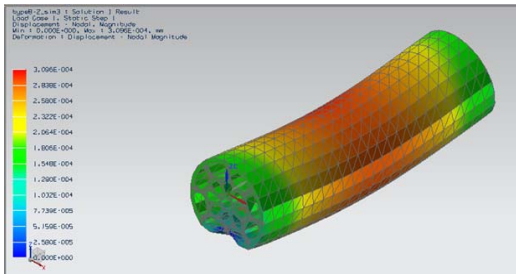 typeB-2_sim3 : Solution 1 Result
Load Case 1, Static Step 1
Displacement - Nodal, Magnitude
Min : 0.000E+000, Max : 3.096E-004, mm
Deformation : Displacement - Nodal Magnitude
3.096E-004
2.838E-004
2.580E-004
2.322E-004
2.064E-004
1.806E-004
1.548E-004
1.290E-004
1.032E-004
7.739E-005
5.159E-005
2.580E-005
0.000E+000